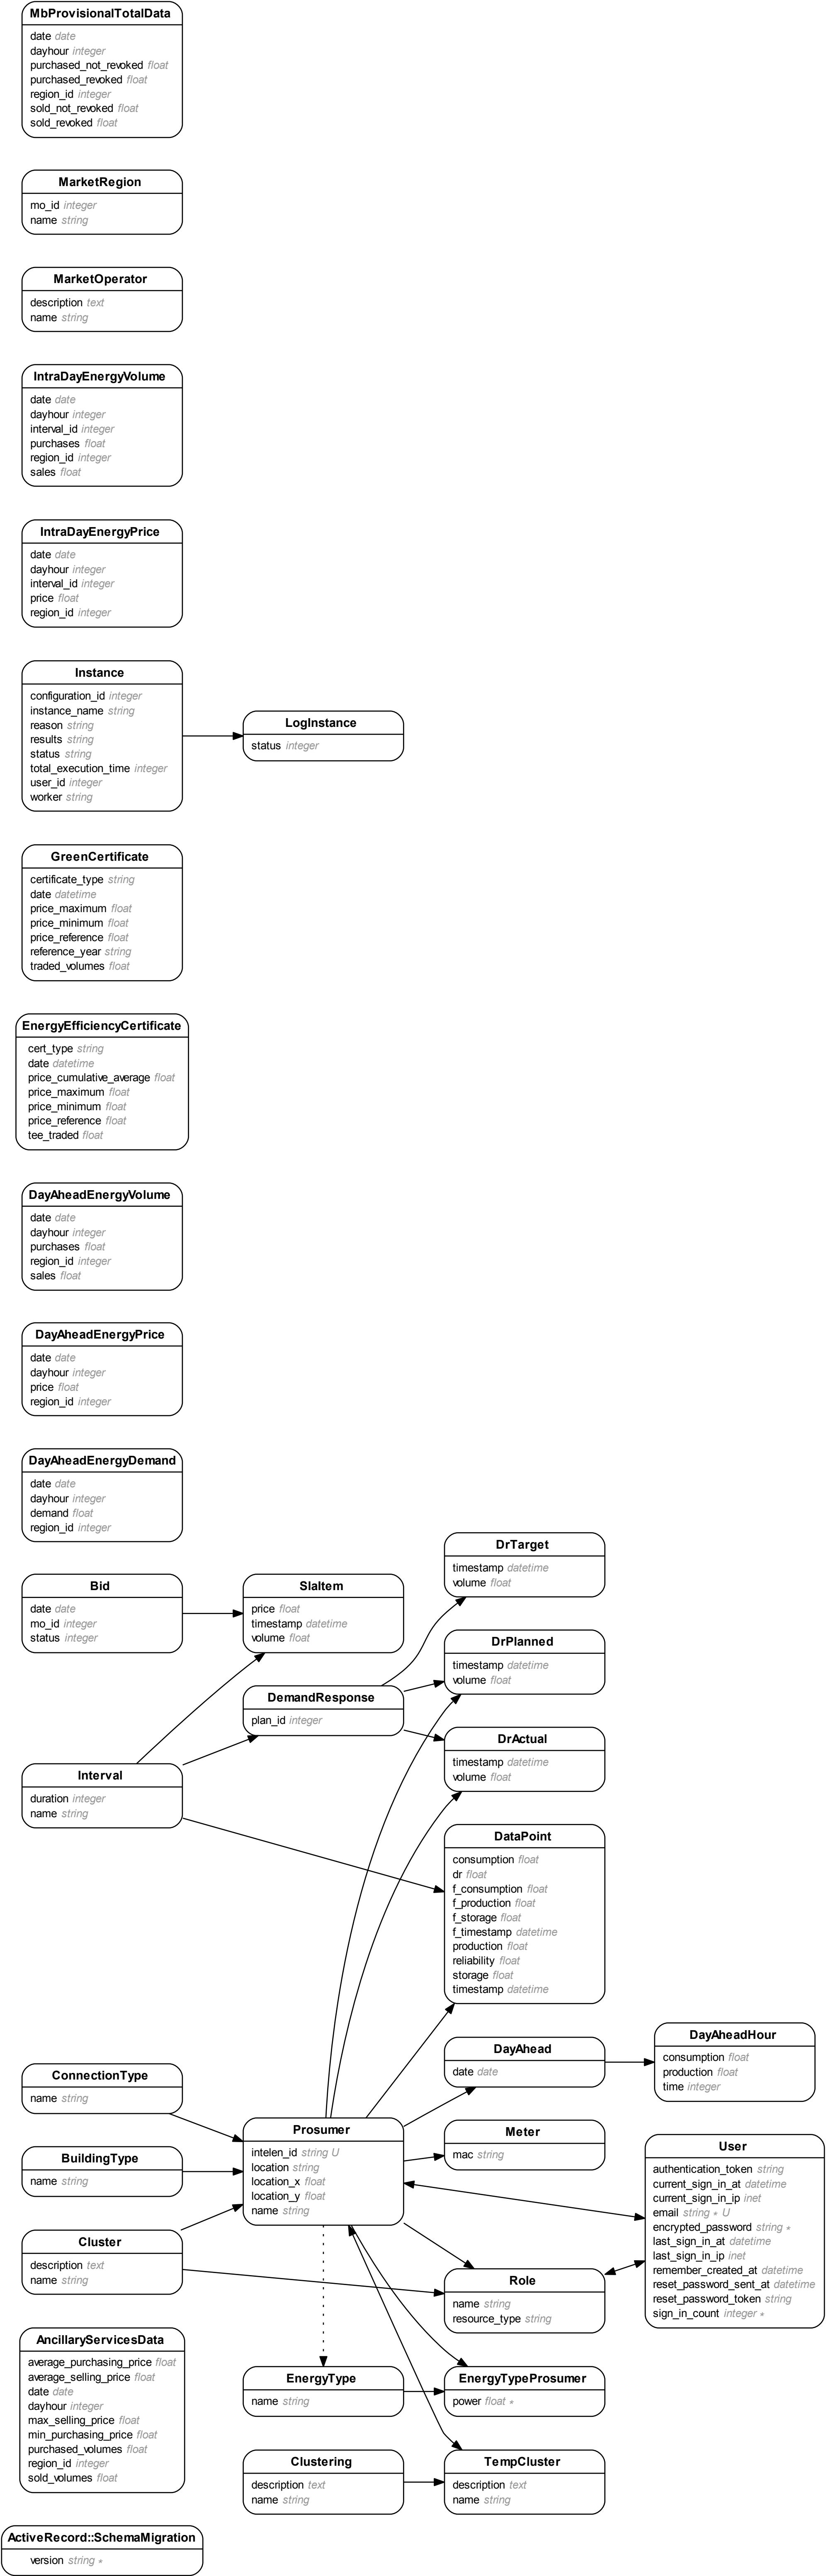 MbProvisionalTotalData
date date
dayhour integer
purchased_not_revoked float
purchased_revoked float
region_id integer
sold_not_revoked float
sold_revoked float
MarketRegion
mo_id integer
name string
MarketOperator
description text
name string
IntraDayEnergyVolume
date date
dayhour integer
interval_id integer
purchases float
region_id integer
sales float
IntraDayEnergyPrice
date date
dayhour integer
interval_id integer
price float
region_id integer
Instance
configuration_id integer
instance_name string
reason string
results string
status string
total_execution_time integer
user_id integer
worker string
LogInstance
status integer
GreenCertificate
certificate_type string
date datetime
price_maximum float
price_minimum float
price_reference float
reference_year string
traded_volumes float
EnergyEfficiencyCertificate
cert_type string
date datetime
price_cumulative_average float
price_maximum float
price_minimum float
price_reference float
tee_traded float
DayAheadEnergyVolume
date date
dayhour integer
purchases float
region_id integer
sales float
DayAheadEnergyPrice
date date
dayhour integer
price float
region_id integer
DayAheadEnergyDemand
date date
dayhour integer
demand float
region_id integer
Bid
date date
mo_id integer
status integer
SlaItem
price float
timestamp datetime
volume float
DrTarget
timestamp datetime
volume float
DrPlanned
timestamp datetime
volume float
DemandResponse
plan_id integer
DrActual
timestamp datetime
volume float
Interval
duration integer
name string
DataPoint
consumption float
dr float
f_consumption float
f_production float
f_storage float
f_timestamp datetime
production float
reliability float
storage float
timestamp datetime
DayAhead
date date
DayAheadHour
consumption float
production float
time integer
ConnectionType
name string
BuildingType
name string
Cluster
description text
name string
Prosumer
intelen_id string U
location string
location_x float
location_y float
name string
Meter
mac string
User
authentication_token string
current_sign_in_at datetime
current_sign_in_ip inet
email string * U
encrypted_password string *
last_sign_in_at datetime
last_sign_in_ip inet
remember_created_at datetime
reset_password_sent_at datetime
reset_password_token string
sign_in_count integer *
Role
name string
resource_type string
AncillaryServicesData
average_purchasing_price float
average_selling_price float
date date
dayhour integer
max_selling_price float
min_purchasing_price float
purchased_volumes float
region_id integer
sold_volumes float
EnergyType
name string
EnergyTypeProsumer
power float *
Clustering
description text
name string
TempCluster
description text
name string
ActiveRecord::SchemaMigration
version string *